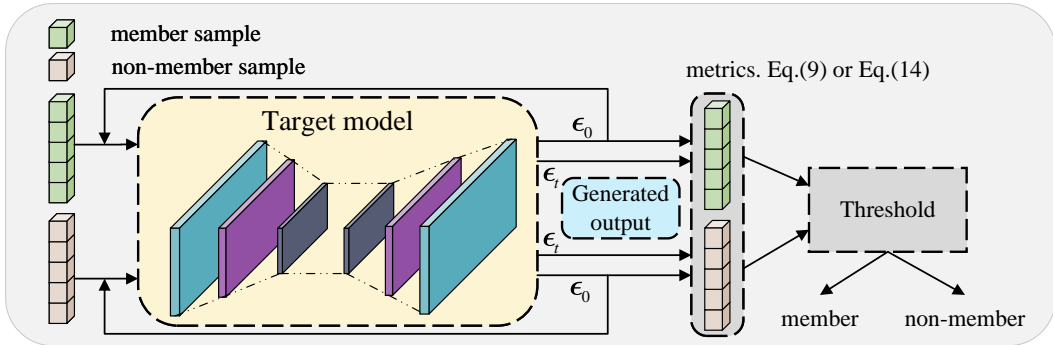 member sample
non-member sample
metrics. Eq.(9) or Eq.(14)
Target model
ϵ₀
ϵₜ
Generated
output
ϵₜ
ϵ₀
Threshold
member
non-member